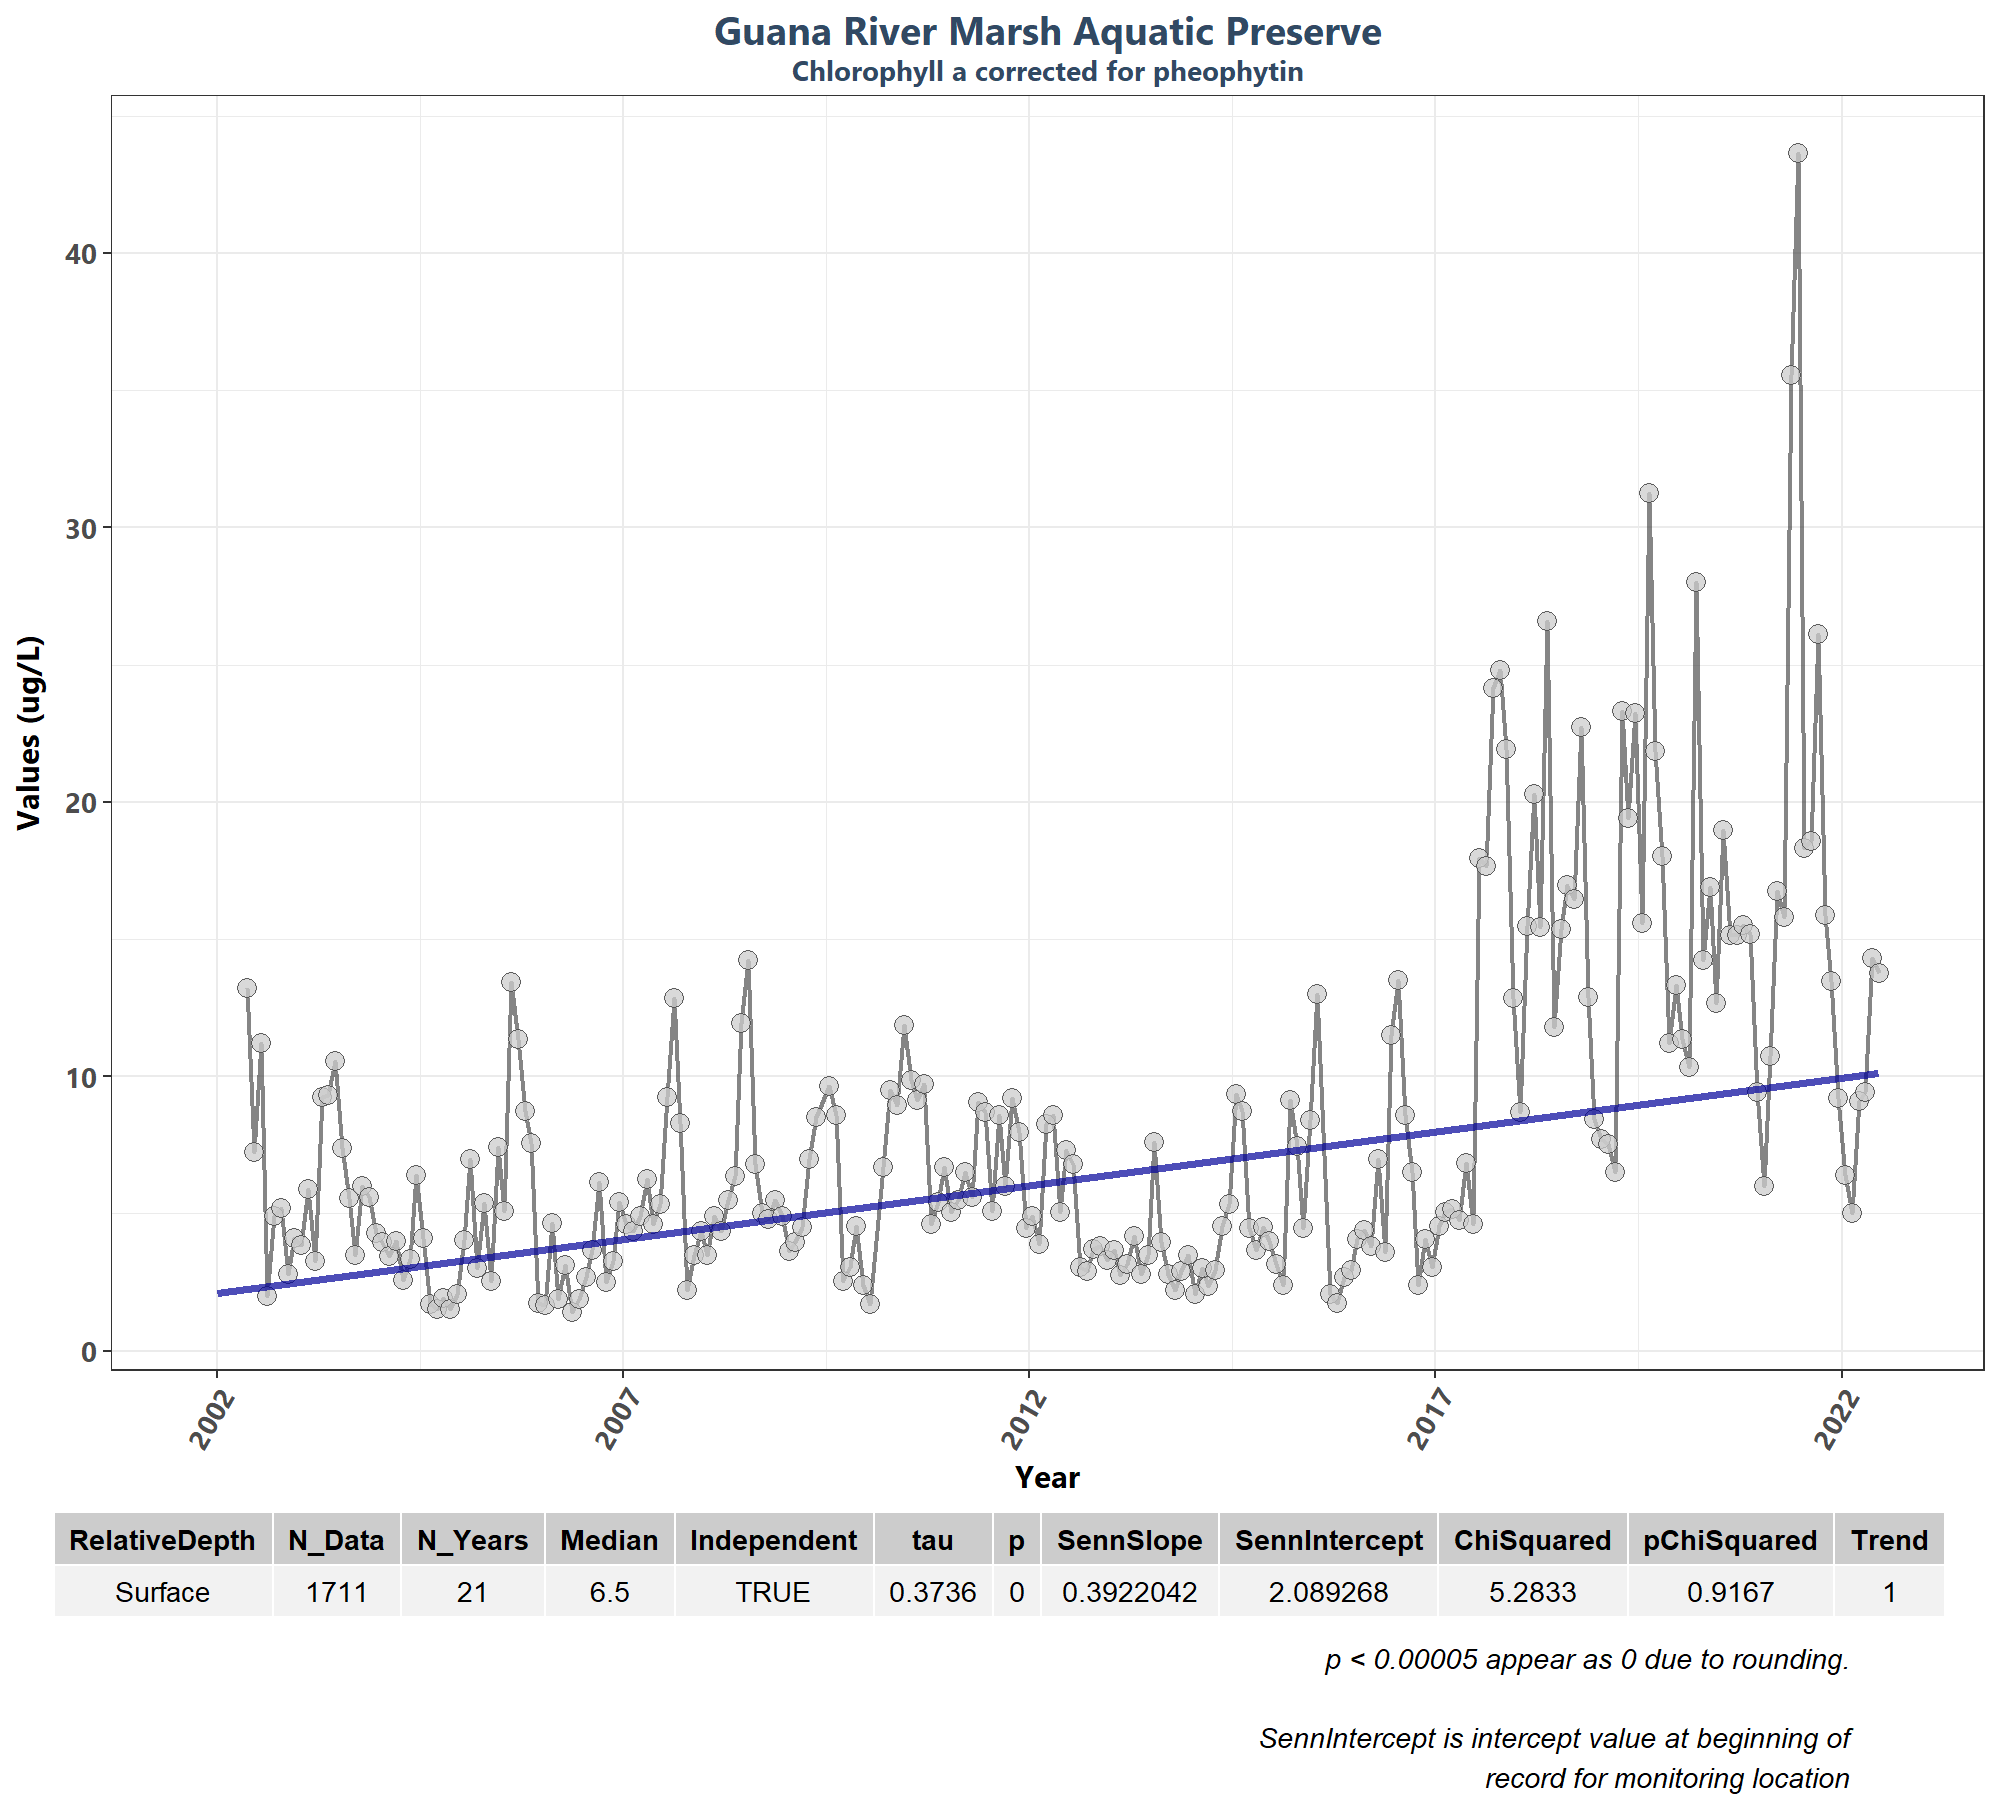 Guana River Marsh Aquatic Preserve
Chlorophyll a corrected for pheophytin
Values (ug/L)
40
30
20
10
0
2002 2007 2012 2017 2022
Year
RelativeDepth N_Data N_Years Median Independent tau p SennSlope SennIntercept ChiSquared pChiSquared Trend
Surface 1711 21 6.5 TRUE 0.3736 0 0.3922042 2.089268 5.2833 0.9167 1
p < 0.00005 appear as 0 due to rounding.
SennIntercept is intercept value at beginning of
record for monitoring location